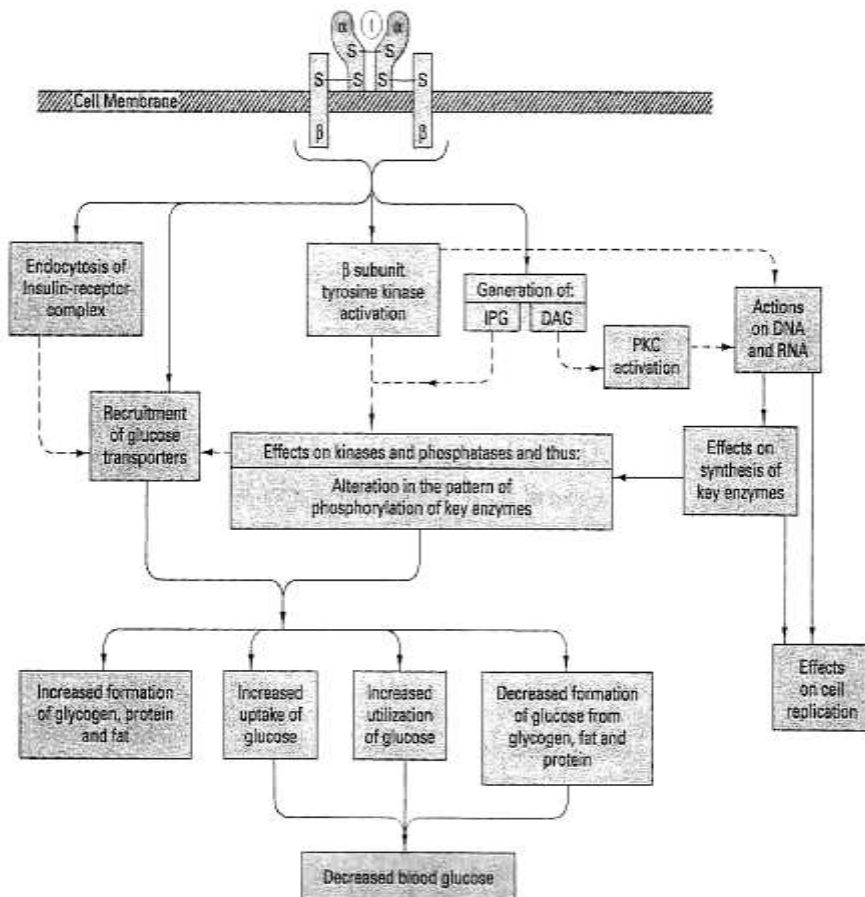 α I α
S S
S S S S
Cell Membrane
β β
Endocytosis of
Insulin-receptor
complex
β subunit
tyrosine kinase
activation
Generation of:
IPG DAG
PKC
activation
Actions
on DNA
and RNA
Recruitment
of glucose
transporters
Effects on kinases and phosphatases and thus:
Alteration in the pattern of
phosphorylation of key enzymes
Effects on
synthesis of
key enzymes
Increased formation
of glycogen, protein
and fat
Increased
uptake of
glucose
Increased
utilization
of glucose
Decreased formation
of glucose from
glycogen, fat and
protein
Effects
on cell
replication
Decreased blood glucose